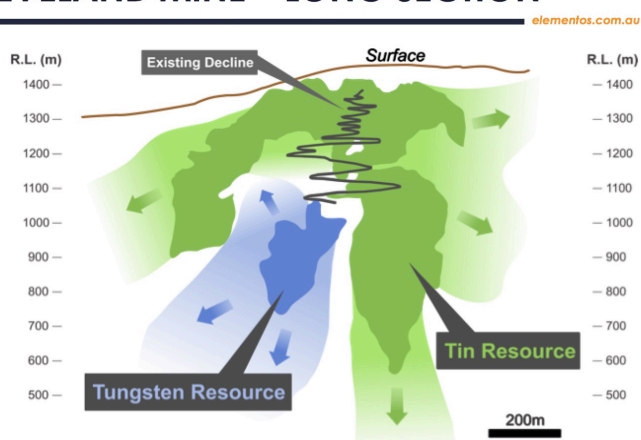 elementos.com.au
R.L. (m)
Existing Decline
Surface
R.L. (m)
1400
1400
1300
1300
1200
1200
1100
1100
1000
1000
900
900
800
800
700
700
Tin Resource
600
600
Tungsten Resource
500
500
200m